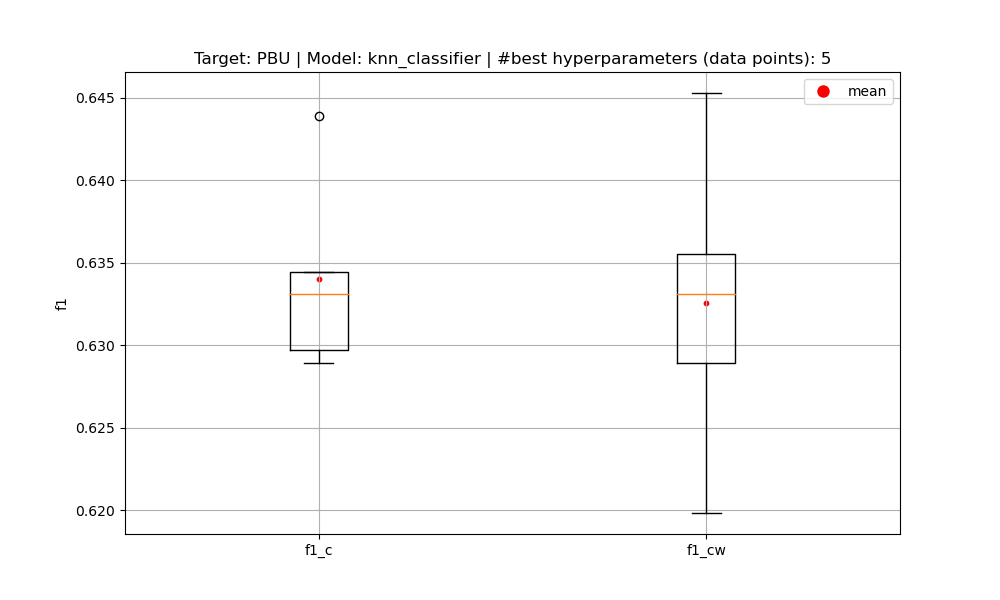 Target: PBU | Model: knn_classifier | #best hyperparameters (data points): 5
mean
0.645
0.640
0.635
0.630
0.625
0.620
f1
f1_c
f1_cw